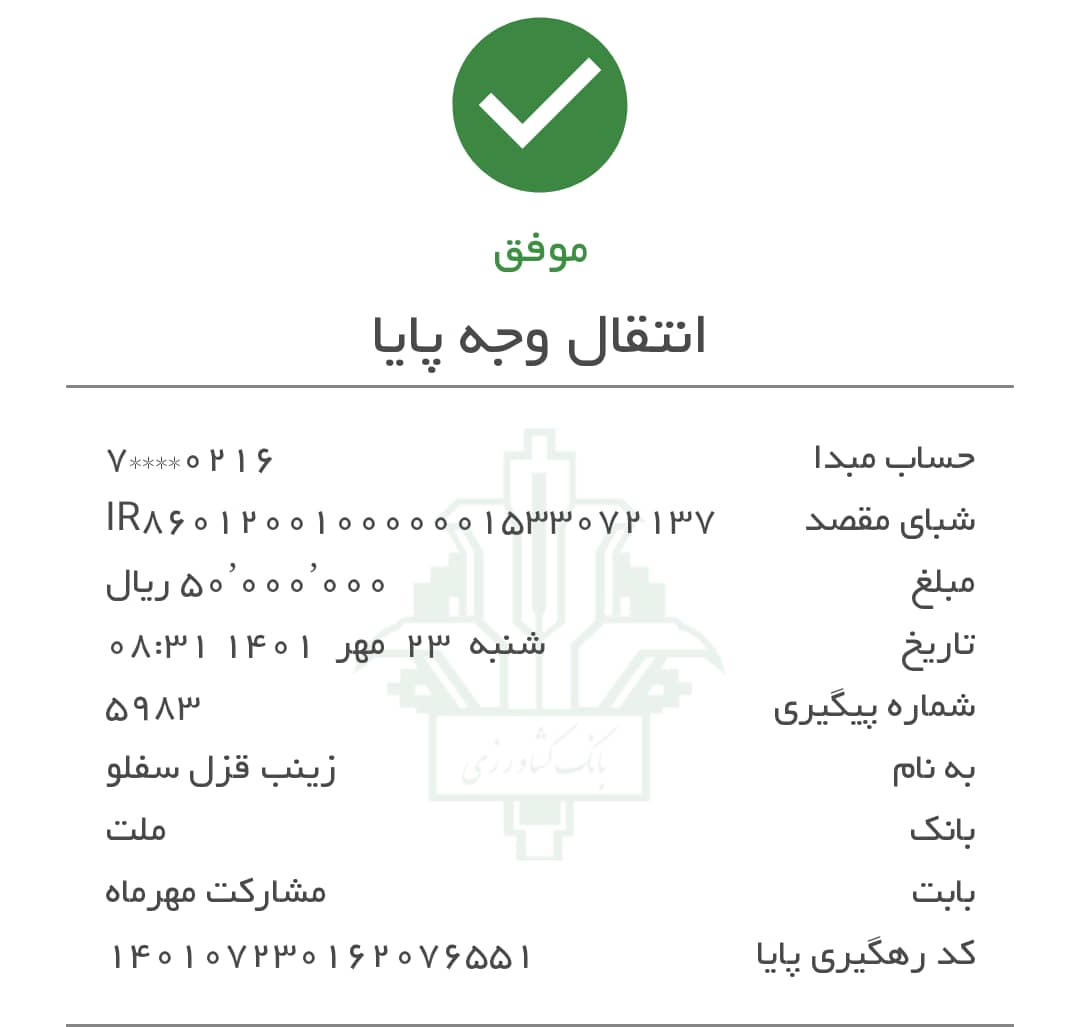 موفق
انتقال وجه پایا
حساب مبدا ۷****۰۲۱۶
شبای مقصد IR۸۶۰۱۲۰۰۱۰۰۰۰۰۰۱۵۳۳۰۷۲۱۳۷
مبلغ ۵۰٬۰۰۰٬۰۰۰ ریال
تاریخ شنبه ۲۳ مهر ۱۴۰۱ ۰۸:۳۱
شماره پیگیری ۵۹۸۳
به نام زینب قزل سفلو
بانک ملت
بابت مشارکت مهرماه
کد رهگیری پایا ۱۴۰۱۰۷۲۳۰۱۶۲۰۷۶۵۵۱
بانک کشاورزی